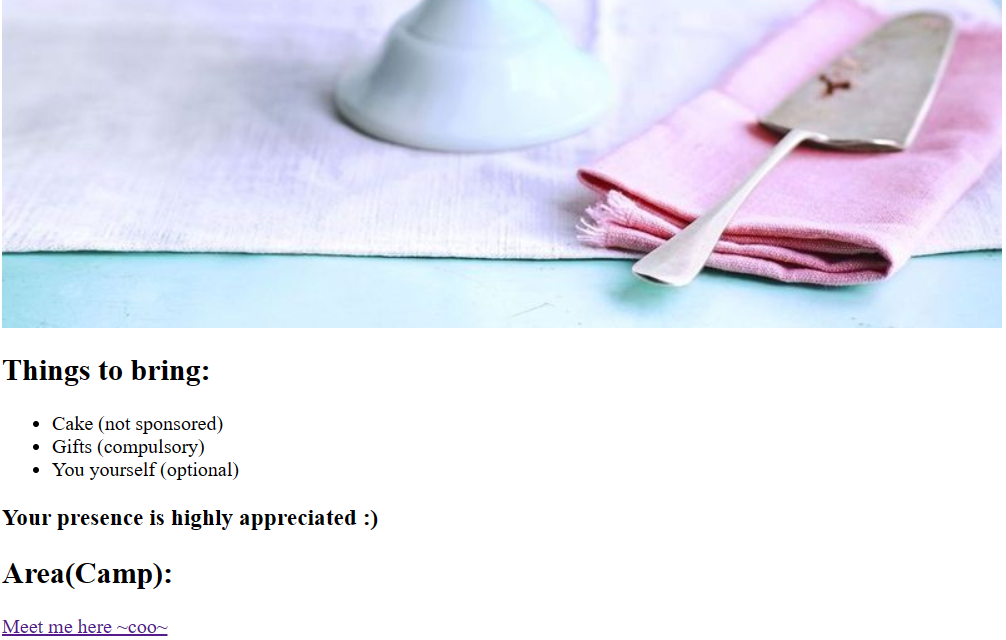 Things to bring:
Cake (not sponsored)
Gifts (compulsory)
You yourself (optional)
Your presence is highly appreciated :)
Area(Camp):
Meet me here ~coo~